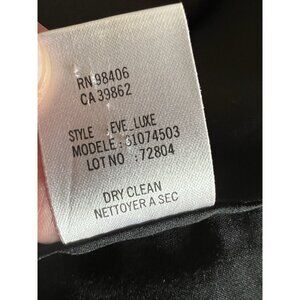 RN 98406
CA 39862
STYLE : EVE_LUXE
MODELE : 31074503
LOT NO : 72804
DRY CLEAN
NETTOYER A SEC